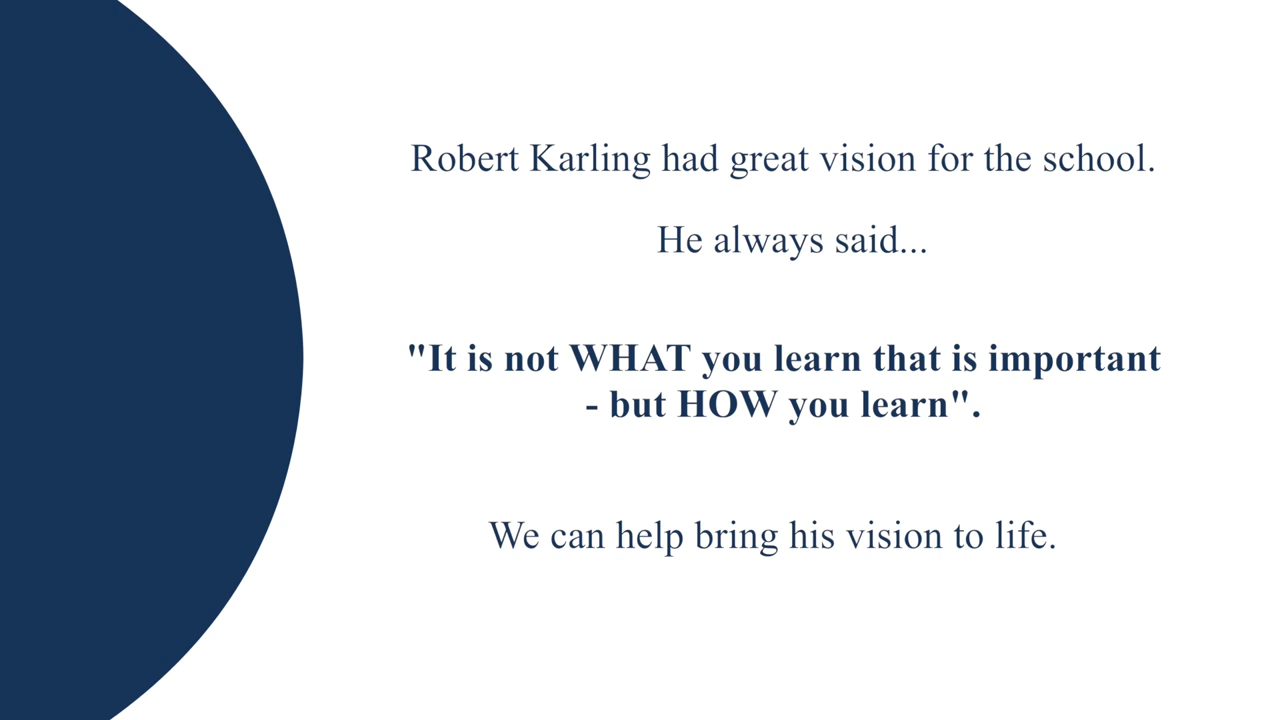 Robert Karling had great vision for the school.
He always said...
"It is not WHAT you learn that is important
- but HOW you learn".
We can help bring his vision to life.